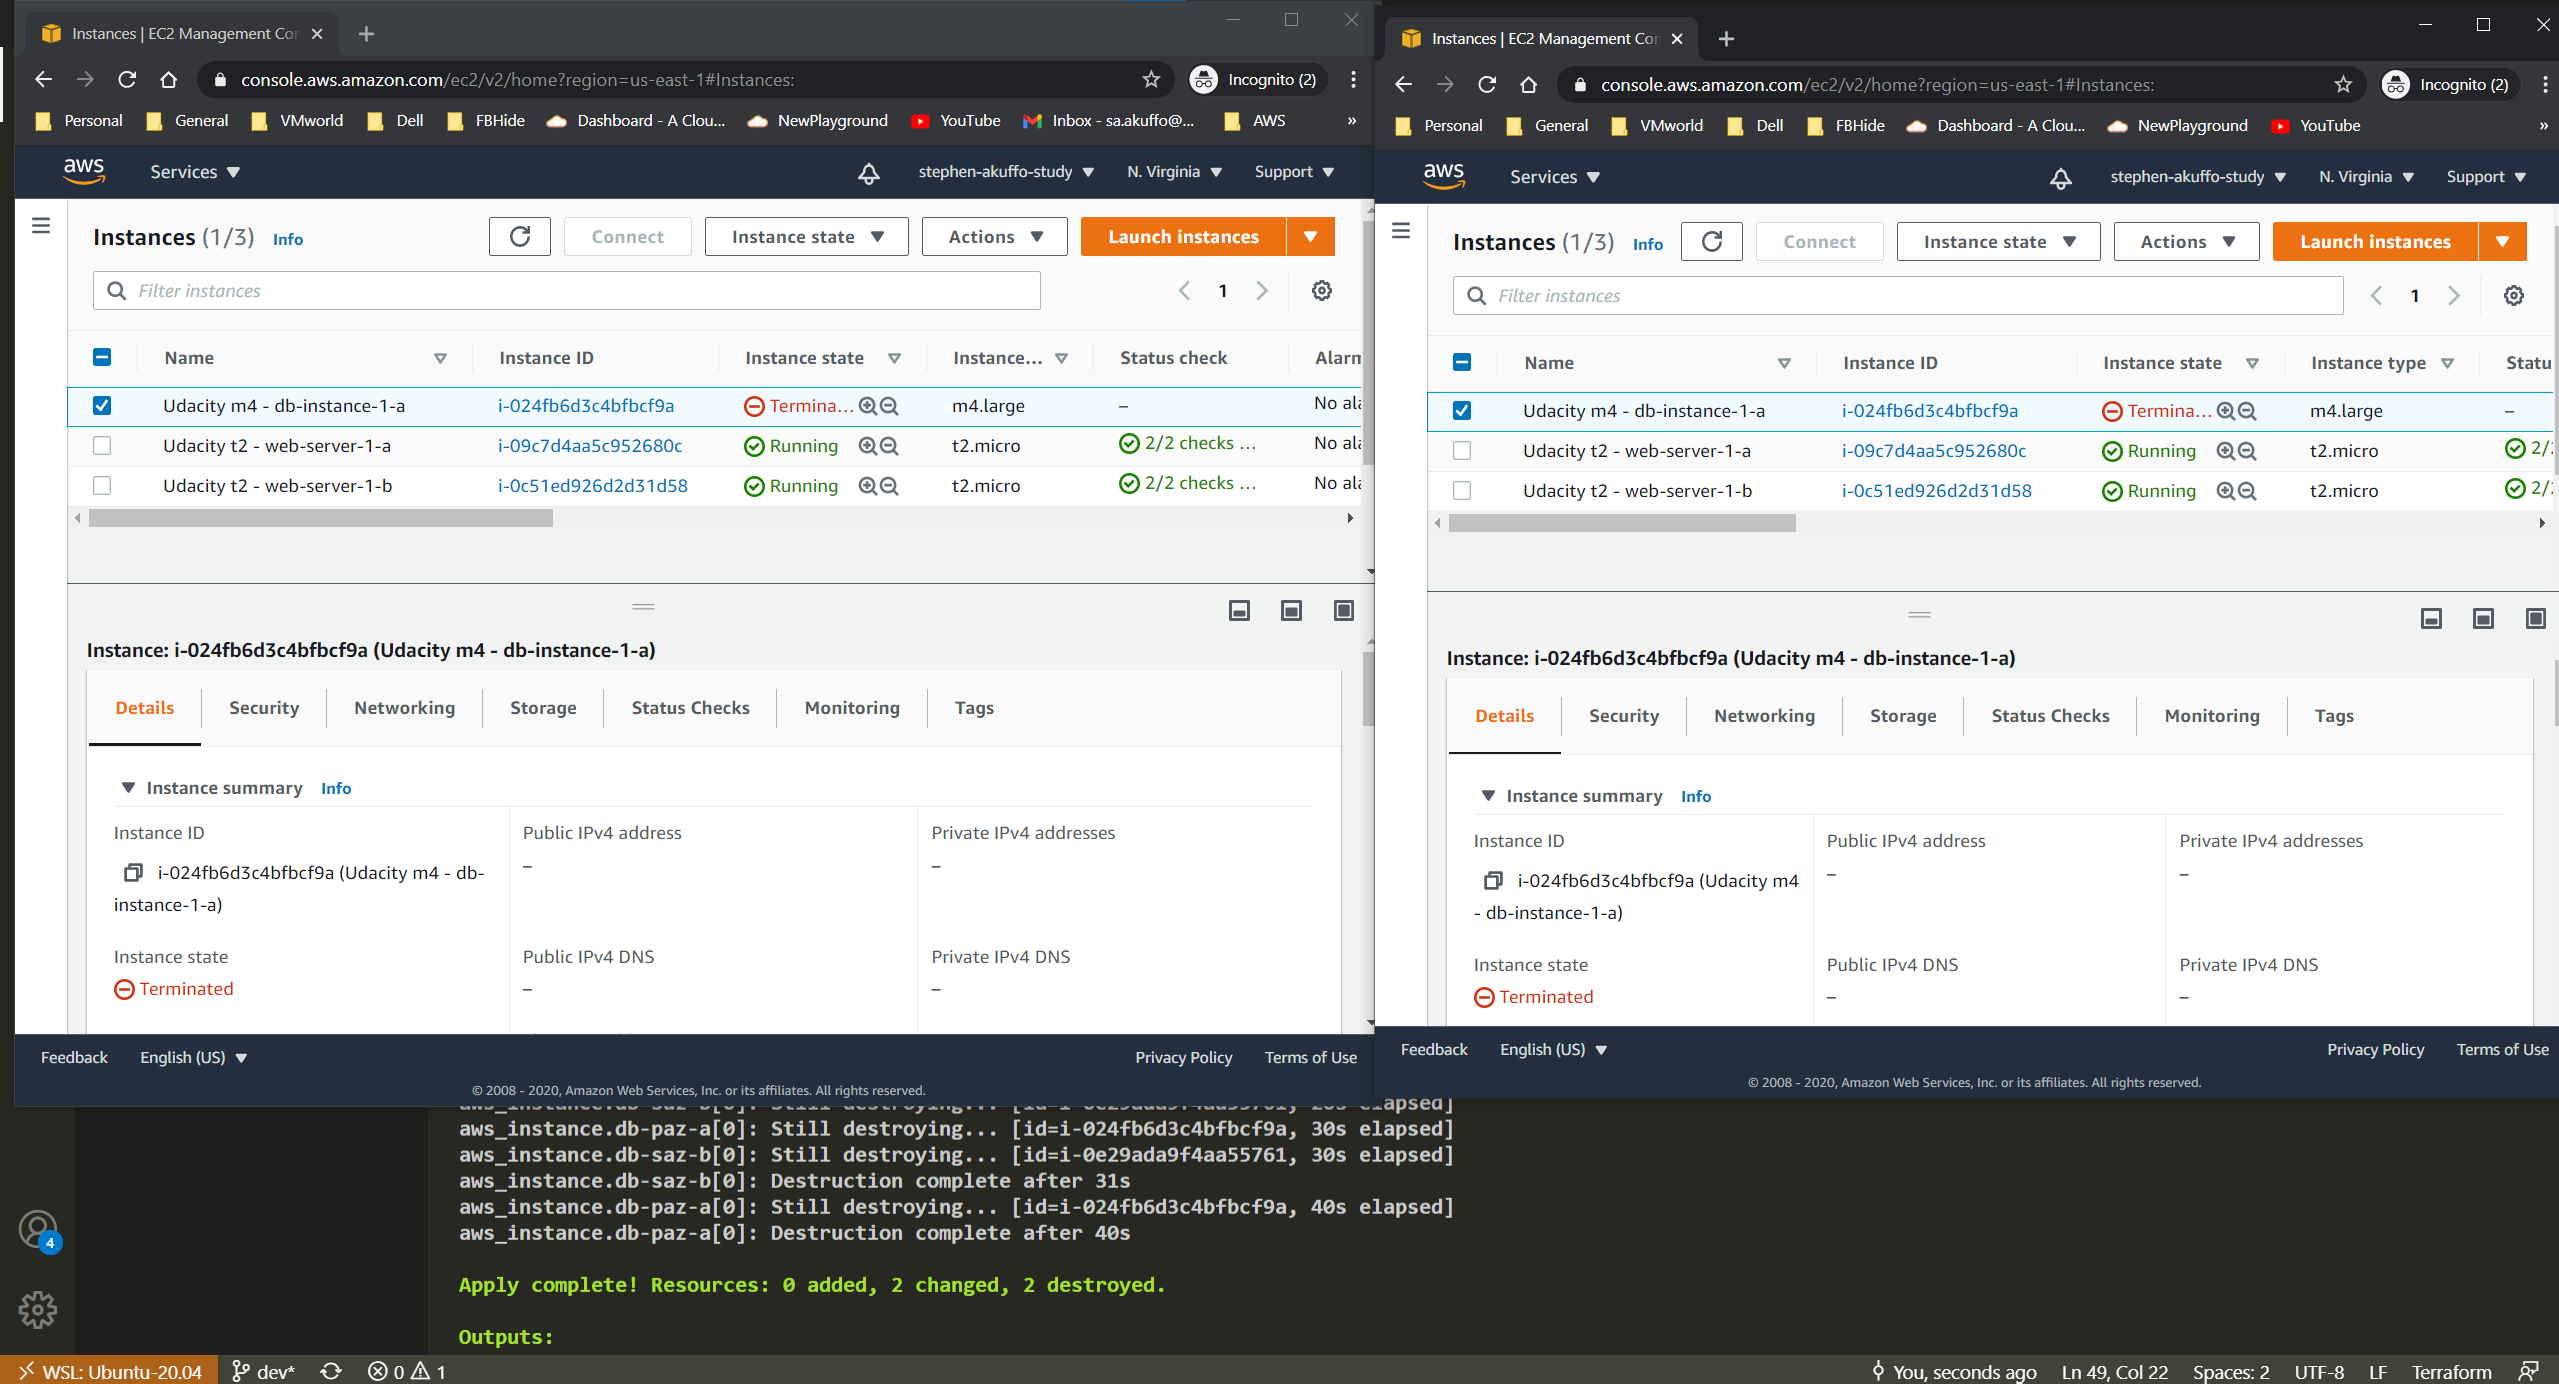 Instances | EC2 Management Con
console.aws.amazon.com/ec2/v2/home?region=us-east-1#Instances:
Incognito (2)
Personal General VMworld Dell FBHide Dashboard - A Clou... NewPlayground YouTube Inbox - sa.akuffo@... AWS »
aws Services stephen-akuffo-study N. Virginia Support
Instances (1/3) Info Connect Instance state Actions Launch instances
Filter instances
1
Name Instance ID Instance state Instance... Status check Alarm
Udacity m4 - db-instance-1-a i-024fb6d3c4bfbcf9a Termina... m4.large – No ala
Udacity t2 - web-server-1-a i-09c7d4aa5c952680c Running t2.micro 2/2 checks ... No ala
Udacity t2 - web-server-1-b i-0c51ed926d2d31d58 Running t2.micro 2/2 checks ... No ala
Instance: i-024fb6d3c4bfbcf9a (Udacity m4 - db-instance-1-a)
Details Security Networking Storage Status Checks Monitoring Tags
Instance summary Info
Instance ID Public IPv4 address Private IPv4 addresses
i-024fb6d3c4bfbcf9a (Udacity m4 - db- – –
instance-1-a)
Instance state Public IPv4 DNS Private IPv4 DNS
Terminated – –
Feedback English (US) Privacy Policy Terms of Use
© 2008 - 2020, Amazon Web Services, Inc. or its affiliates. All rights reserved.
Instances | EC2 Management Con
console.aws.amazon.com/ec2/v2/home?region=us-east-1#Instances:
Incognito (2)
Personal General VMworld Dell FBHide Dashboard - A Clou... NewPlayground YouTube »
aws Services stephen-akuffo-study N. Virginia Support
Instances (1/3) Info Connect Instance state Actions Launch instances
Filter instances
1
Name Instance ID Instance state Instance type Statu
Udacity m4 - db-instance-1-a i-024fb6d3c4bfbcf9a Termina... m4.large –
Udacity t2 - web-server-1-a i-09c7d4aa5c952680c Running t2.micro 2/2
Udacity t2 - web-server-1-b i-0c51ed926d2d31d58 Running t2.micro 2/2
Instance: i-024fb6d3c4bfbcf9a (Udacity m4 - db-instance-1-a)
Details Security Networking Storage Status Checks Monitoring Tags
Instance summary Info
Instance ID Public IPv4 address Private IPv4 addresses
i-024fb6d3c4bfbcf9a (Udacity m4 – –
- db-instance-1-a)
Instance state Public IPv4 DNS Private IPv4 DNS
Terminated – –
Feedback English (US) Privacy Policy Terms of Use
© 2008 - 2020, Amazon Web Services, Inc. or its affiliates. All rights reserved.
aws_instance.db-saz-b[0]: Still destroying... [id=i-0e29ada9f4aa55761, 20s elapsed]
aws_instance.db-paz-a[0]: Still destroying... [id=i-024fb6d3c4bfbcf9a, 30s elapsed]
aws_instance.db-saz-b[0]: Still destroying... [id=i-0e29ada9f4aa55761, 30s elapsed]
aws_instance.db-saz-b[0]: Destruction complete after 31s
aws_instance.db-paz-a[0]: Still destroying... [id=i-024fb6d3c4bfbcf9a, 40s elapsed]
aws_instance.db-paz-a[0]: Destruction complete after 40s
Apply complete! Resources: 0 added, 2 changed, 2 destroyed.
Outputs:
4
WSL: Ubuntu-20.04 dev* 0 1 You, seconds ago Ln 49, Col 22 Spaces: 2 UTF-8 LF Terraform